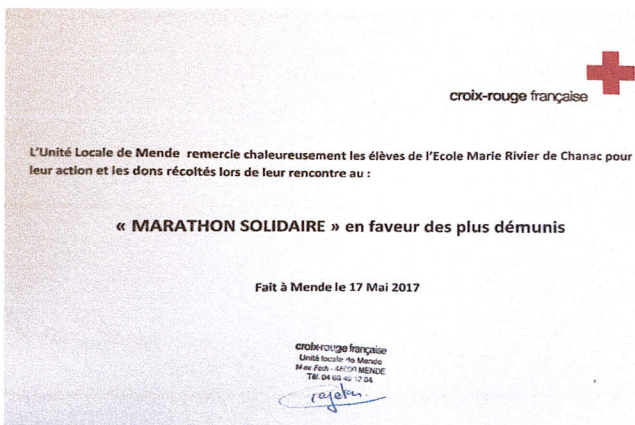 croix-rouge française
L'Unité Locale de Mende remercie chaleureusement les élèves de l'Ecole Marie Rivier de Chanac pour
leur action et les dons récoltés lors de leur rencontre au :
« MARATHON SOLIDAIRE » en faveur des plus démunis
Fait à Mende le 17 Mai 2017
croix-rouge française
Unité locale de Mende
MENDE